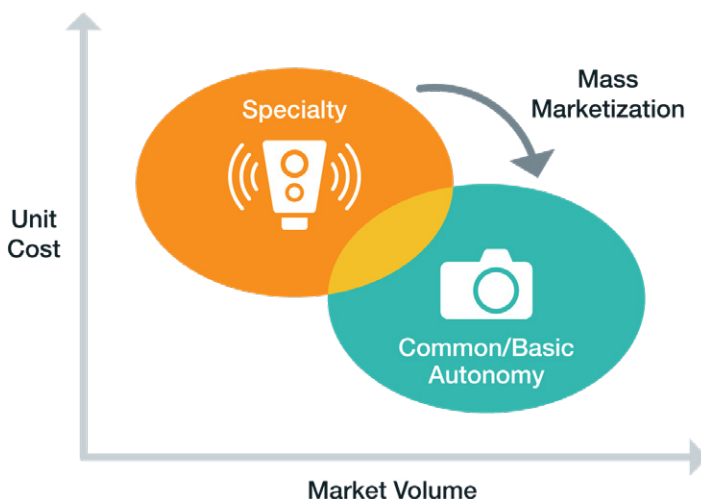 Specialty
Mass
Marketization
Unit
Cost
Common/Basic
Autonomy
Market Volume